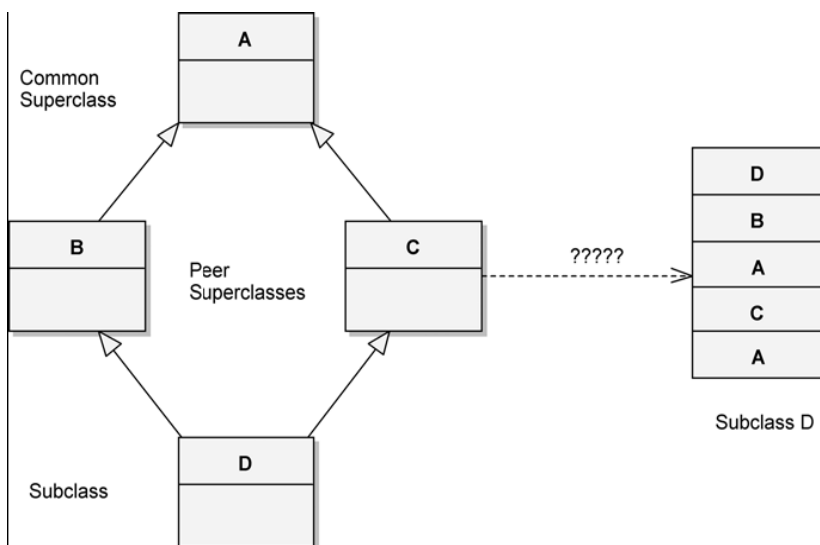 A
Common
Superclass
B
Peer
Superclasses
C
?????
D
B
A
C
A
Subclass D
D
Subclass